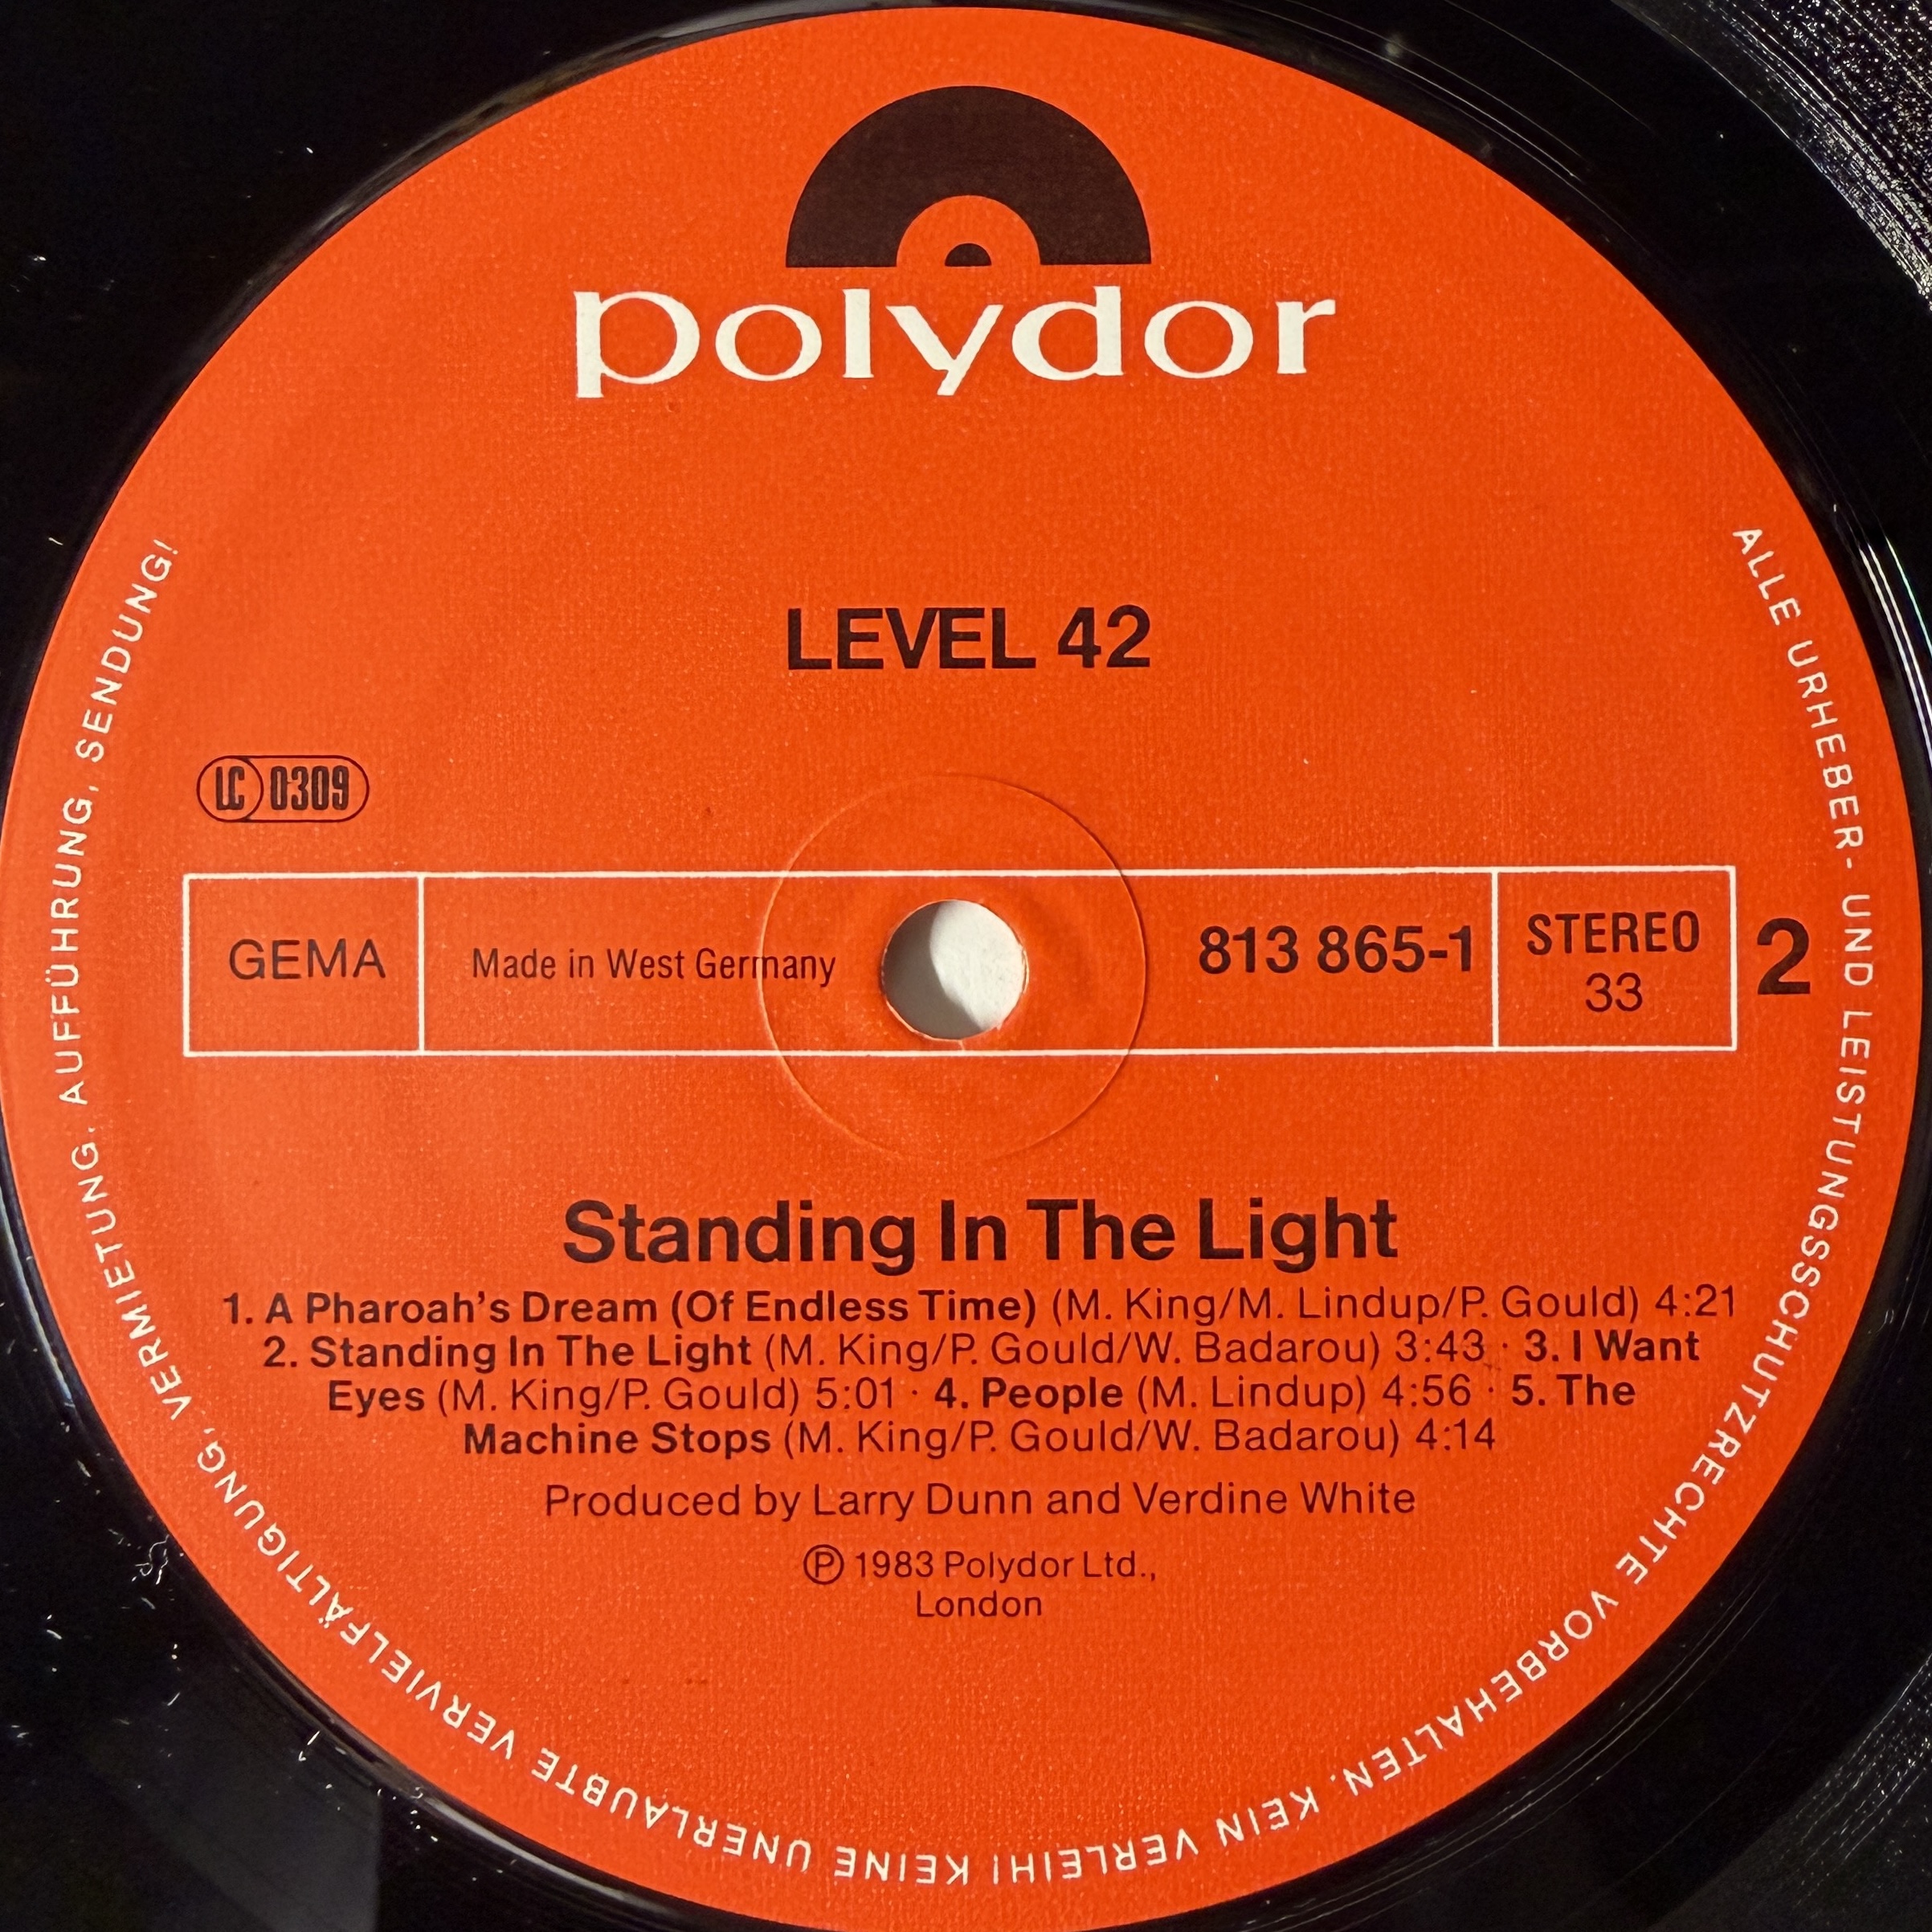 polydor
LEVEL 42
LC 0309
GEMA
Made in West Germany
813 865-1
STEREO
33
2
Standing In The Light
1. A Pharoah's Dream (Of Endless Time) (M. King/M. Lindup/P. Gould) 4:21
2. Standing In The Light (M. King/P. Gould/W. Badarou) 3:43 · 3. I Want
Eyes (M. King/P. Gould) 5:01 · 4. People (M. Lindup) 4:56 · 5. The
Machine Stops (M. King/P. Gould/W. Badarou) 4:14
Produced by Larry Dunn and Verdine White
℗ 1983 Polydor Ltd.,
London
ALLE URHEBER- UND LEISTUNGSSCHUTZRECHTE VORBEHALTEN. KEIN VERLEIH! KEINE UNERLAUBTE VERVIELFÄLTIGUNG, VERMIETUNG, AUFFÜHRUNG, SENDUNG!